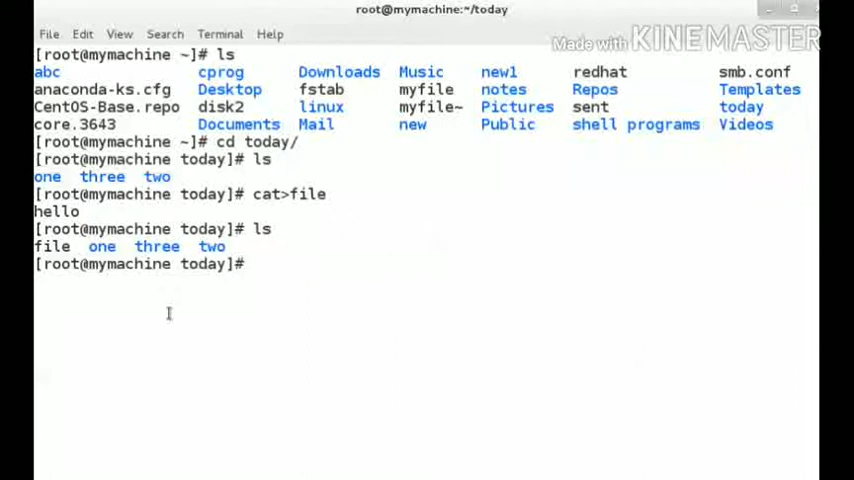 root@mymachine:~/today
File Edit View Search Terminal Help
Made with KINEMASTER
[root@mymachine ~]# ls
abc cprog Downloads Music new1 redhat smb.conf
anaconda-ks.cfg Desktop fstab myfile notes Repos Templates
CentOS-Base.repo disk2 linux myfile~ Pictures sent today
core.3643 Documents Mail new Public shell programs Videos
[root@mymachine ~]# cd today/
[root@mymachine today]# ls
one three two
[root@mymachine today]# cat>file
hello
[root@mymachine today]# ls
file one three two
[root@mymachine today]#